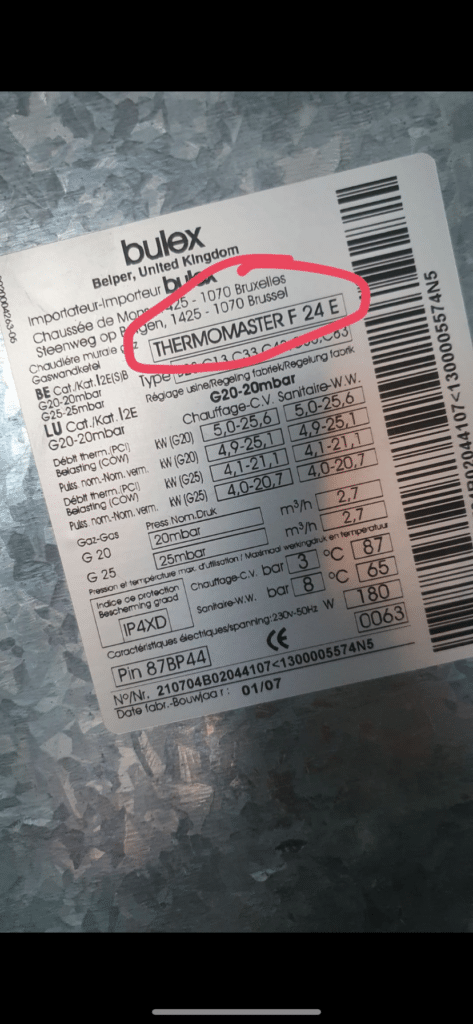 bulex
Belper, United Kingdom
Importateur-Importeur bulex
Chaussée de Mons 1425 - 1070 Bruxelles
Steenweg op Bergen, 1425 - 1070 Brussel
Chaudière murale gaz
Gaswandketel
THERMOMASTER F 24 E
BE Cat./Kat.I2E(S)B
G20-20mbar
G25-25mbar
Type C13 C33
Réglage usine/Regeling fabriek/Regelung fabrik
G20-20mbar
LU Cat./Kat.I2E
G20-20mbar
Chauffage-C.V. Sanitaire-W.W.
Débit therm.(PCI)
Belasting (COW) kW (G20) 5,0-25,6 5,0-25,6
Puiss nom.-Nom. verm. kW (G20) 4,9-25,1 4,9-25,1
Débit therm.(PCI)
Belasting (COW) kW (G25) 4,1-21,1 4,1-21,1
Puiss nom.-Nom. verm. kW (G25) 4,0-20,7 4,0-20,7
Gaz-Gas Press Nom.Druk
G 20 20mbar m³/h 2,7
G 25 25mbar m³/h 2,7
Pression et température max. d'utilisation / Maximaal werkingdruk en temperatuur
Indice de protection
Bescherming graad
IP4XD
Chauffage-C.V. bar 3 °C 87
Sanitaire-W.W. bar 8 °C 65
Caractéristiques électriques/spanning:230v-50Hz W 180
Pin 87BP44 CE 0063
N°/Nr. 210704B02044107<1300005574N5
Date fabr.-Bouwjaar: 01/07